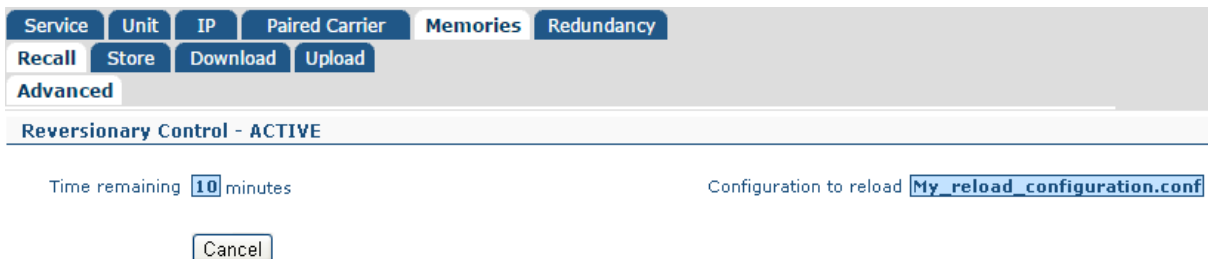 Service Unit IP Paired Carrier Memories Redundancy
Recall Store Download Upload
Advanced
Reversionary Control - ACTIVE
Time remaining 10 minutes Configuration to reload My_reload_configuration.conf
Cancel